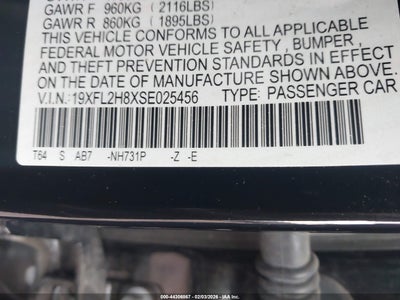 GAWR F 960KG ( 2116LBS)
GAWR R 860KG ( 1895LBS)
THIS VEHICLE CONFORMS TO ALL APPLICABLE
FEDERAL MOTOR VEHICLE SAFETY , BUMPER ,
AND THEFT PREVENTION STANDARDS IN EFFECT
ON THE DATE OF MANUFACTURE SHOWN ABOVE.
V.I.N.: 19XFL2H8XSE025456 TYPE: PASSENGER CAR
T64 S AB7 -NH731P -Z -E
000-44208067 | 02/03/2026 | IAA Inc.